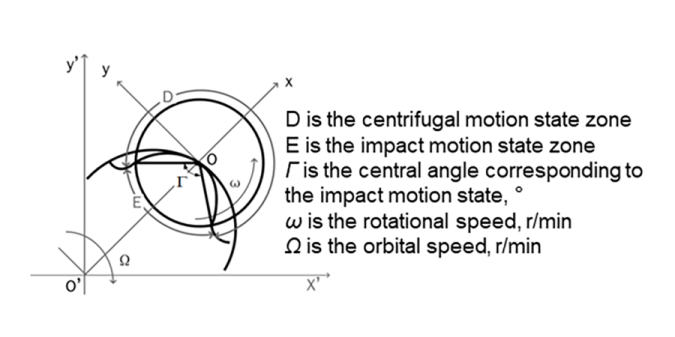 y'
y
x
D
O
Γ
ω
E
Ω
O'
X'
D is the centrifugal motion state zone
E is the impact motion state zone
Γ is the central angle corresponding to
the impact motion state, °
ω is the rotational speed, r/min
Ω is the orbital speed, r/min